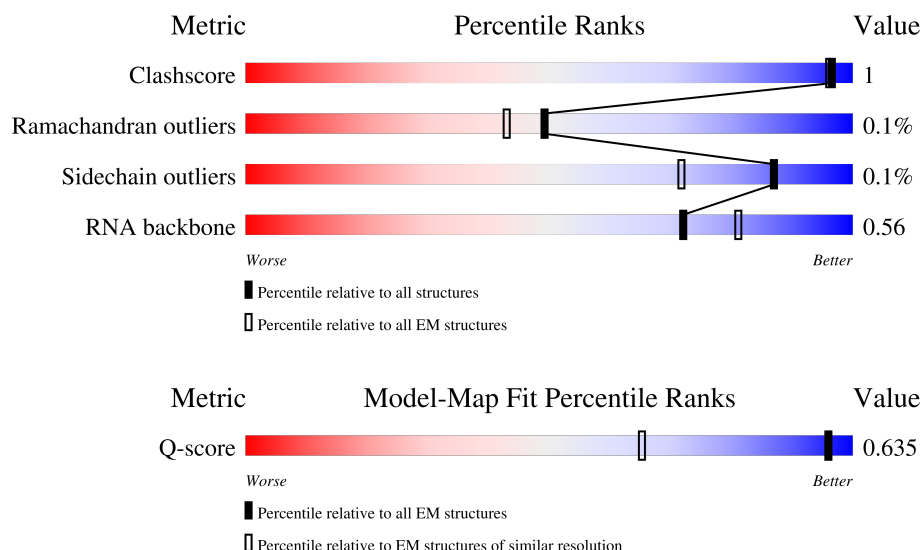 Metric Percentile Ranks Value
Clashscore 1
Ramachandran outliers 0.1%
Sidechain outliers 0.1%
RNA backbone 0.56
Worse Better
Percentile relative to all structures
Percentile relative to all EM structures
Metric Model-Map Fit Percentile Ranks Value
Q-score 0.635
Worse Better
Percentile relative to all EM structures
Percentile relative to EM structures of similar resolution